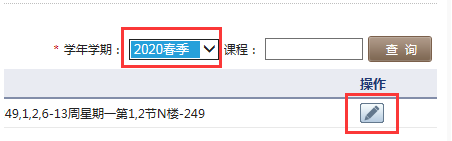 * 学年学期： 2020春季 课程： 查 询
操作
49,1,2,6-13周星期一第1,2节N楼-249